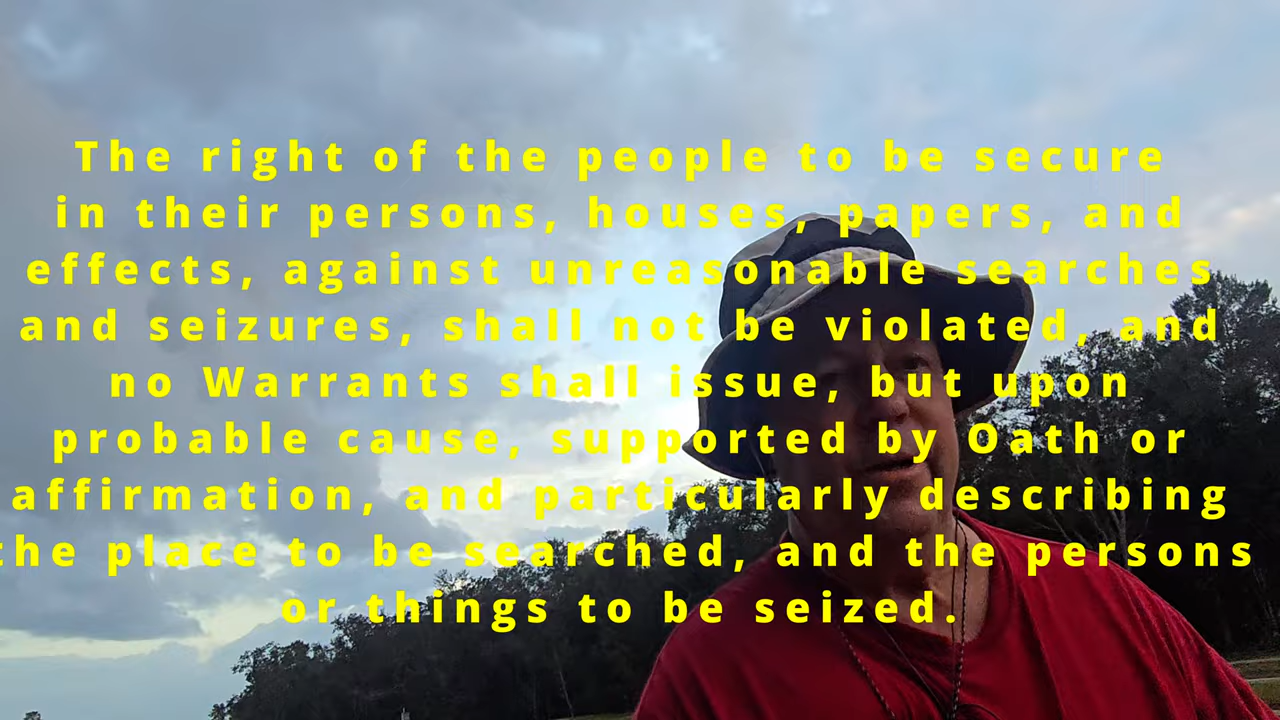 The right of the people to be secure
in their persons, houses, papers, and
effects, against unreasonable searches
and seizures, shall not be violated, and
no Warrants shall issue, but upon
probable cause, supported by Oath or
affirmation, and particularly describing
the place to be searched, and the persons
or things to be seized.